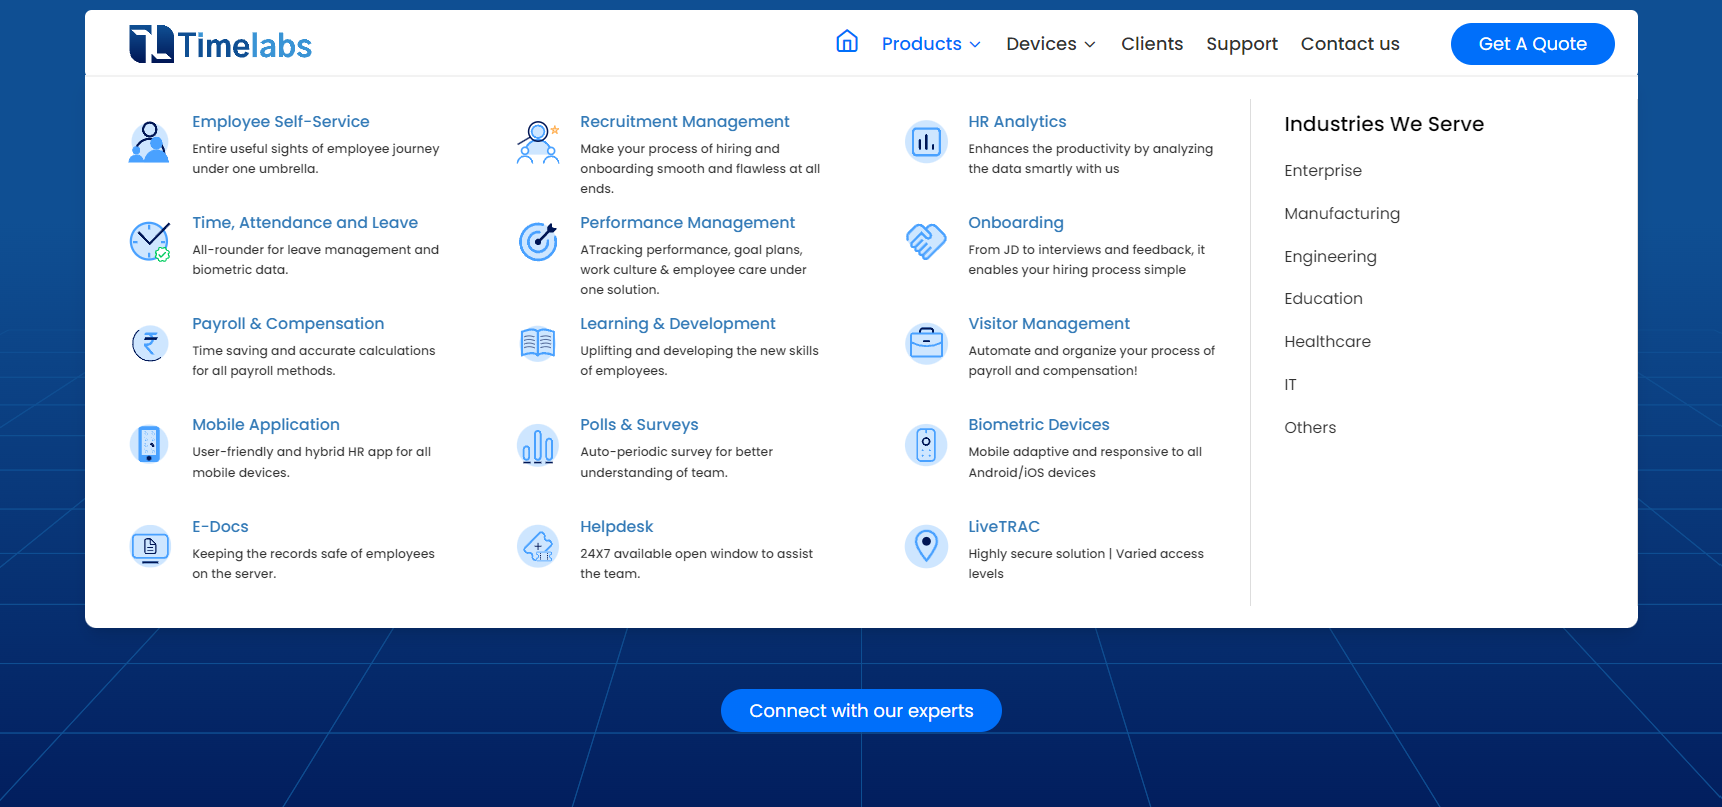 Timelabs
Products
Devices
Clients
Support
Contact us
Get A Quote
Employee Self-Service
Entire useful sights of employee journey
under one umbrella.
Time, Attendance and Leave
All-rounder for leave management and
biometric data.
Payroll & Compensation
Time saving and accurate calculations
for all payroll methods.
Mobile Application
User-friendly and hybrid HR app for all
mobile devices.
E-Docs
Keeping the records safe of employees
on the server.
Recruitment Management
Make your process of hiring and
onboarding smooth and flawless at all
ends.
Performance Management
ATracking performance, goal plans,
work culture & employee care under
one solution.
Learning & Development
Uplifting and developing the new skills
of employees.
Polls & Surveys
Auto-periodic survey for better
understanding of team.
Helpdesk
24X7 available open window to assist
the team.
HR Analytics
Enhances the productivity by analyzing
the data smartly with us
Onboarding
From JD to interviews and feedback, it
enables your hiring process simple
Visitor Management
Automate and organize your process of
payroll and compensation!
Biometric Devices
Mobile adaptive and responsive to all
Android/iOS devices
LiveTRAC
Highly secure solution | Varied access
levels
Industries We Serve
Enterprise
Manufacturing
Engineering
Education
Healthcare
IT
Others
Connect with our experts